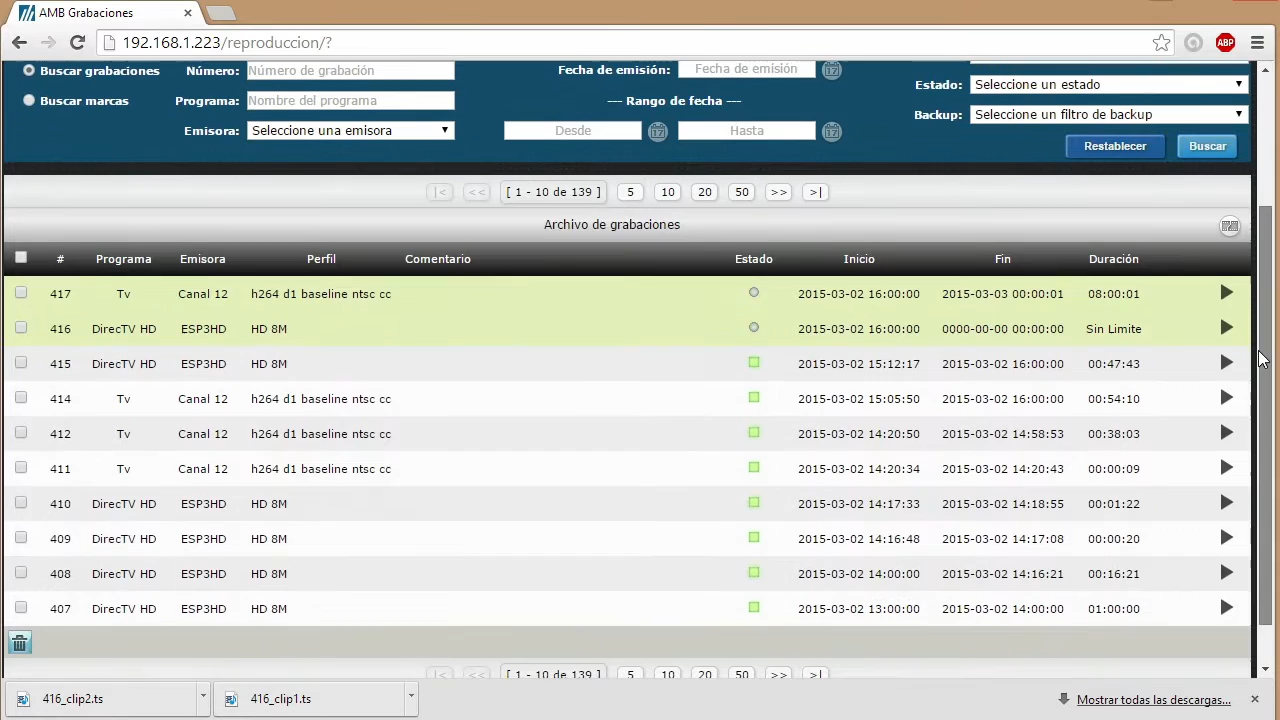 AMB Grabaciones
192.168.1.223/reproduccion/?
ABP
Buscar grabaciones Número: Número de grabación Fecha de emisión: Fecha de emisión 17
Estado: Seleccione un estado
Buscar marcas Programa: Nombre del programa --- Rango de fecha ---
Backup: Seleccione un filtro de backup
Emisora: Seleccione una emisora Desde 17 Hasta 17
Restablecer Buscar
|< << [ 1 - 10 de 139 ] 5 10 20 50 >> >|
Archivo de grabaciones
# Programa Emisora Perfil Comentario Estado Inicio Fin Duración
417 Tv Canal 12 h264 d1 baseline ntsc cc 2015-03-02 16:00:00 2015-03-03 00:00:01 08:00:01
416 DirecTV HD ESP3HD HD 8M 2015-03-02 16:00:00 0000-00-00 00:00:00 Sin Limite
415 DirecTV HD ESP3HD HD 8M 2015-03-02 15:12:17 2015-03-02 16:00:00 00:47:43
414 Tv Canal 12 h264 d1 baseline ntsc cc 2015-03-02 15:05:50 2015-03-02 16:00:00 00:54:10
412 Tv Canal 12 h264 d1 baseline ntsc cc 2015-03-02 14:20:50 2015-03-02 14:58:53 00:38:03
411 Tv Canal 12 h264 d1 baseline ntsc cc 2015-03-02 14:20:34 2015-03-02 14:20:43 00:00:09
410 DirecTV HD ESP3HD HD 8M 2015-03-02 14:17:33 2015-03-02 14:18:55 00:01:22
409 DirecTV HD ESP3HD HD 8M 2015-03-02 14:16:48 2015-03-02 14:17:08 00:00:20
408 DirecTV HD ESP3HD HD 8M 2015-03-02 14:00:00 2015-03-02 14:16:21 00:16:21
407 DirecTV HD ESP3HD HD 8M 2015-03-02 13:00:00 2015-03-02 14:00:00 01:00:00
|< << [ 1 - 10 de 139 ] 5 10 20 50 >> >|
416_clip2.ts 416_clip1.ts Mostrar todas las descargas...